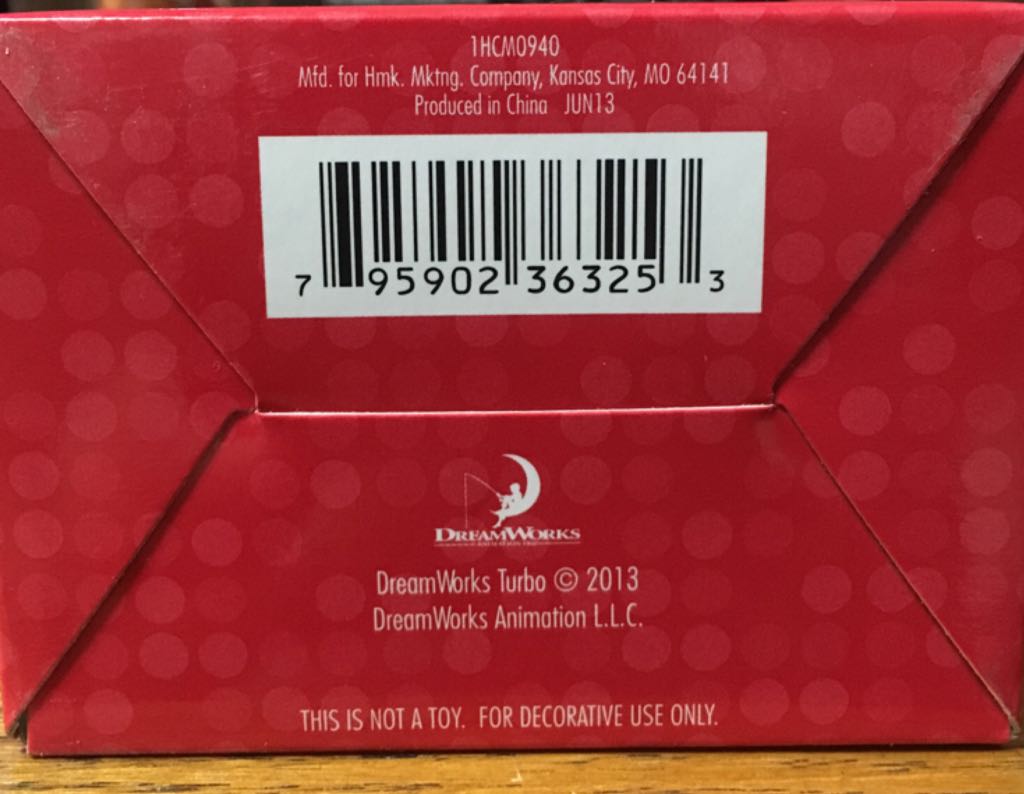 1HCM0940
Mfd. for Hmk. Mktng. Company, Kansas City, MO 64141
Produced in China JUN13
7 95902 36325 3
DREAMWORKS
DreamWorks Turbo © 2013
DreamWorks Animation L.L.C.
THIS IS NOT A TOY. FOR DECORATIVE USE ONLY.